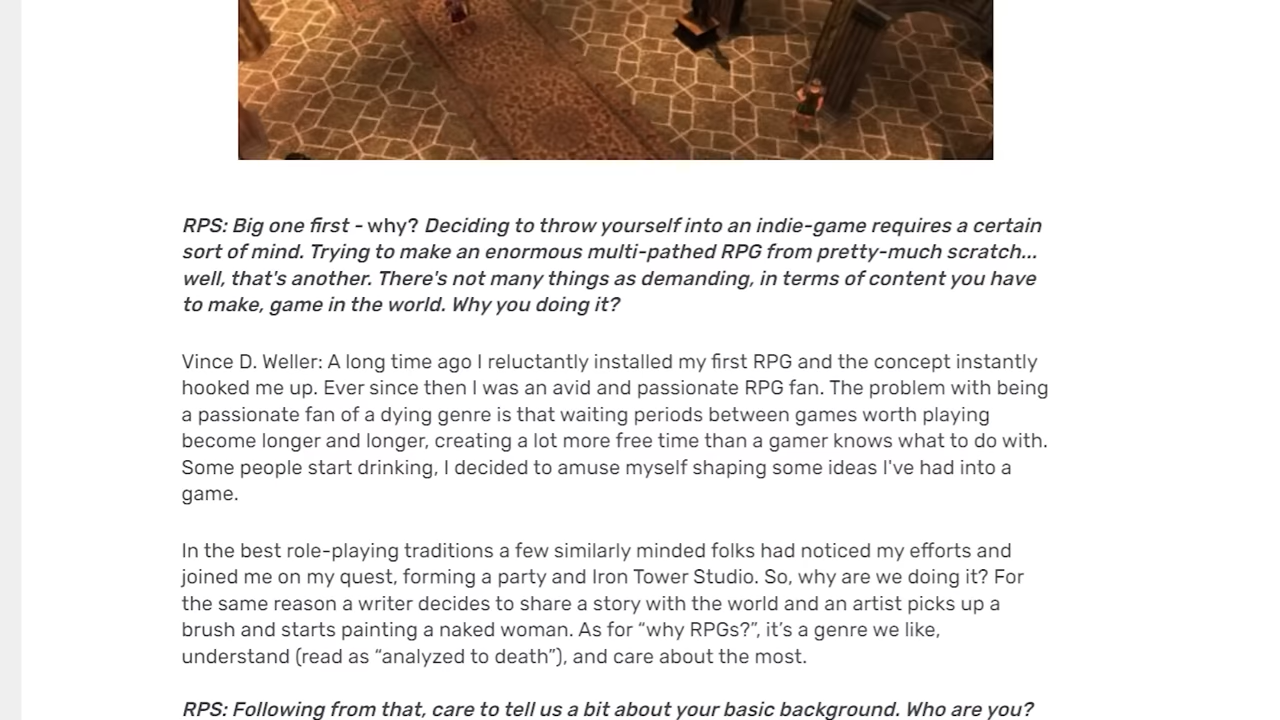 RPS: Big one first - why? Deciding to throw yourself into an indie-game requires a certain
sort of mind. Trying to make an enormous multi-pathed RPG from pretty-much scratch...
well, that's another. There's not many things as demanding, in terms of content you have
to make, game in the world. Why you doing it?
Vince D. Weller: A long time ago I reluctantly installed my first RPG and the concept instantly
hooked me up. Ever since then I was an avid and passionate RPG fan. The problem with being
a passionate fan of a dying genre is that waiting periods between games worth playing
become longer and longer, creating a lot more free time than a gamer knows what to do with.
Some people start drinking, I decided to amuse myself shaping some ideas I've had into a
game.
In the best role-playing traditions a few similarly minded folks had noticed my efforts and
joined me on my quest, forming a party and Iron Tower Studio. So, why are we doing it? For
the same reason a writer decides to share a story with the world and an artist picks up a
brush and starts painting a naked woman. As for “why RPGs?”, it’s a genre we like,
understand (read as “analyzed to death”), and care about the most.
RPS: Following from that, care to tell us a bit about your basic background. Who are you?